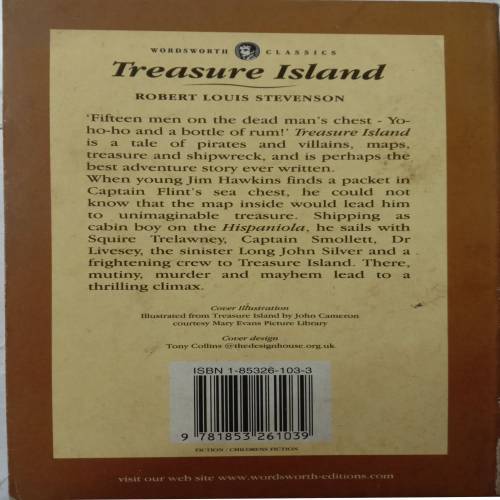 WORDSWORTH CLASSICS
Treasure Island
ROBERT LOUIS STEVENSON
'Fifteen men on the dead man's chest - Yo-
ho-ho and a bottle of rum!' Treasure Island
is a tale of pirates and villains, maps,
treasure and shipwreck, and is perhaps the
best adventure story ever written.
When young Jim Hawkins finds a packet in
Captain Flint's sea chest, he could not
know that the map inside would lead him
to unimaginable treasure. Shipping as
cabin boy on the Hispaniola, he sails with
Squire Trelawney, Captain Smollett, Dr
Livesey, the sinister Long John Silver and a
frightening crew to Treasure Island. There,
mutiny, murder and mayhem lead to a
thrilling climax.
Cover Illustration
Illustrated from Treasure Island by John Cameron
courtesy Mary Evans Picture Library
Cover design
Tony Collins @thedesignhouse.org.uk
ISBN 1-85326-103-3
9 781853 261039
FICTION / CHILDRENS FICTION
visit our web site www.wordsworth-editions.com